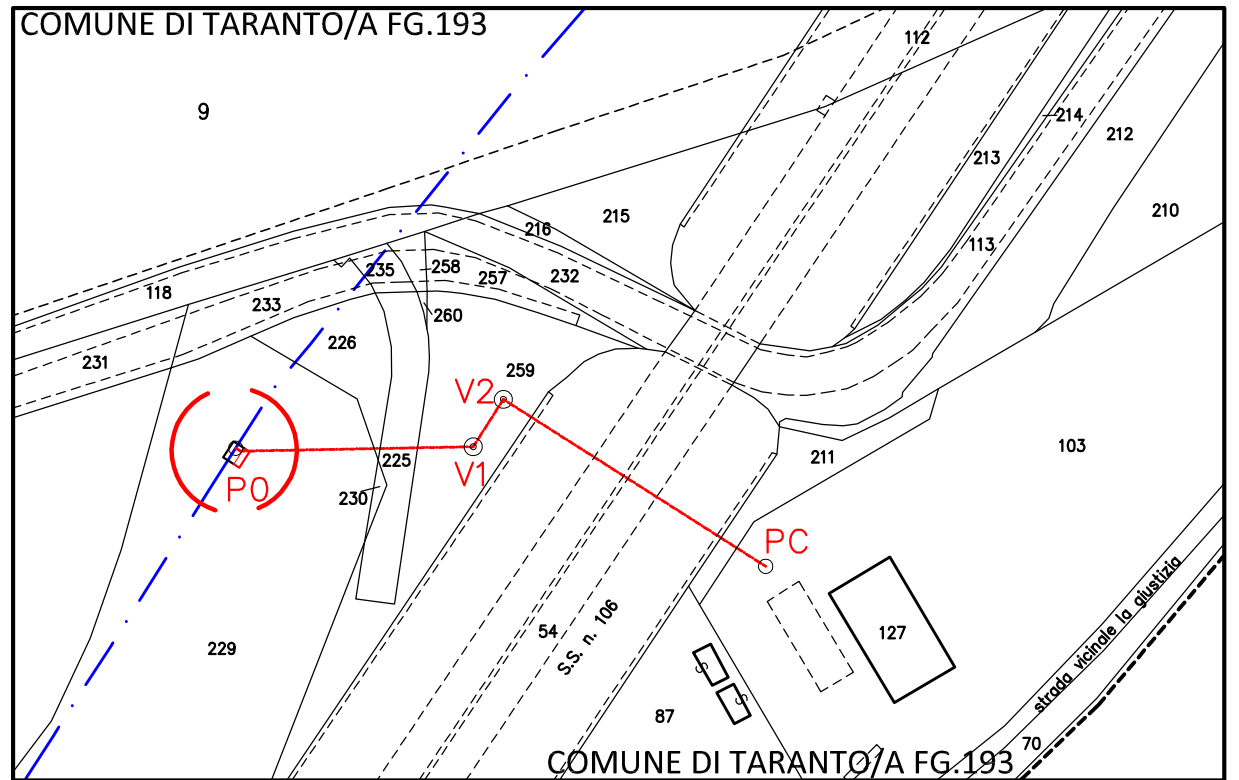 COMUNE DI TARANTO/A FG.193
112
9
214
212
213
210
215
216
113
235
258
257
232
118
233
260
226
231
259
V2
V1
225
211
103
P0
230
PC
127
54
S.S. n. 106
229
strada vicinale la giustizia
S
S
87
70
COMUNE DI TARANTO/A FG.193